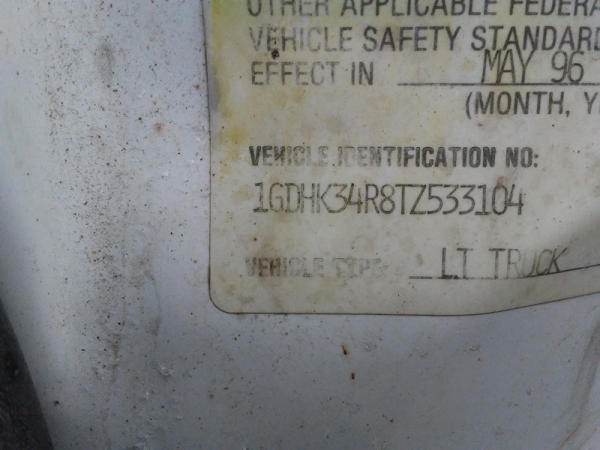 OTHER APPLICABLE FEDERA
VEHICLE SAFETY STANDARD
EFFECT IN MAY 96
(MONTH, Y
VEHICLE IDENTIFICATION NO:
1GDHK34R8TZ533104
VEHICLE TYPE LT TRUCK